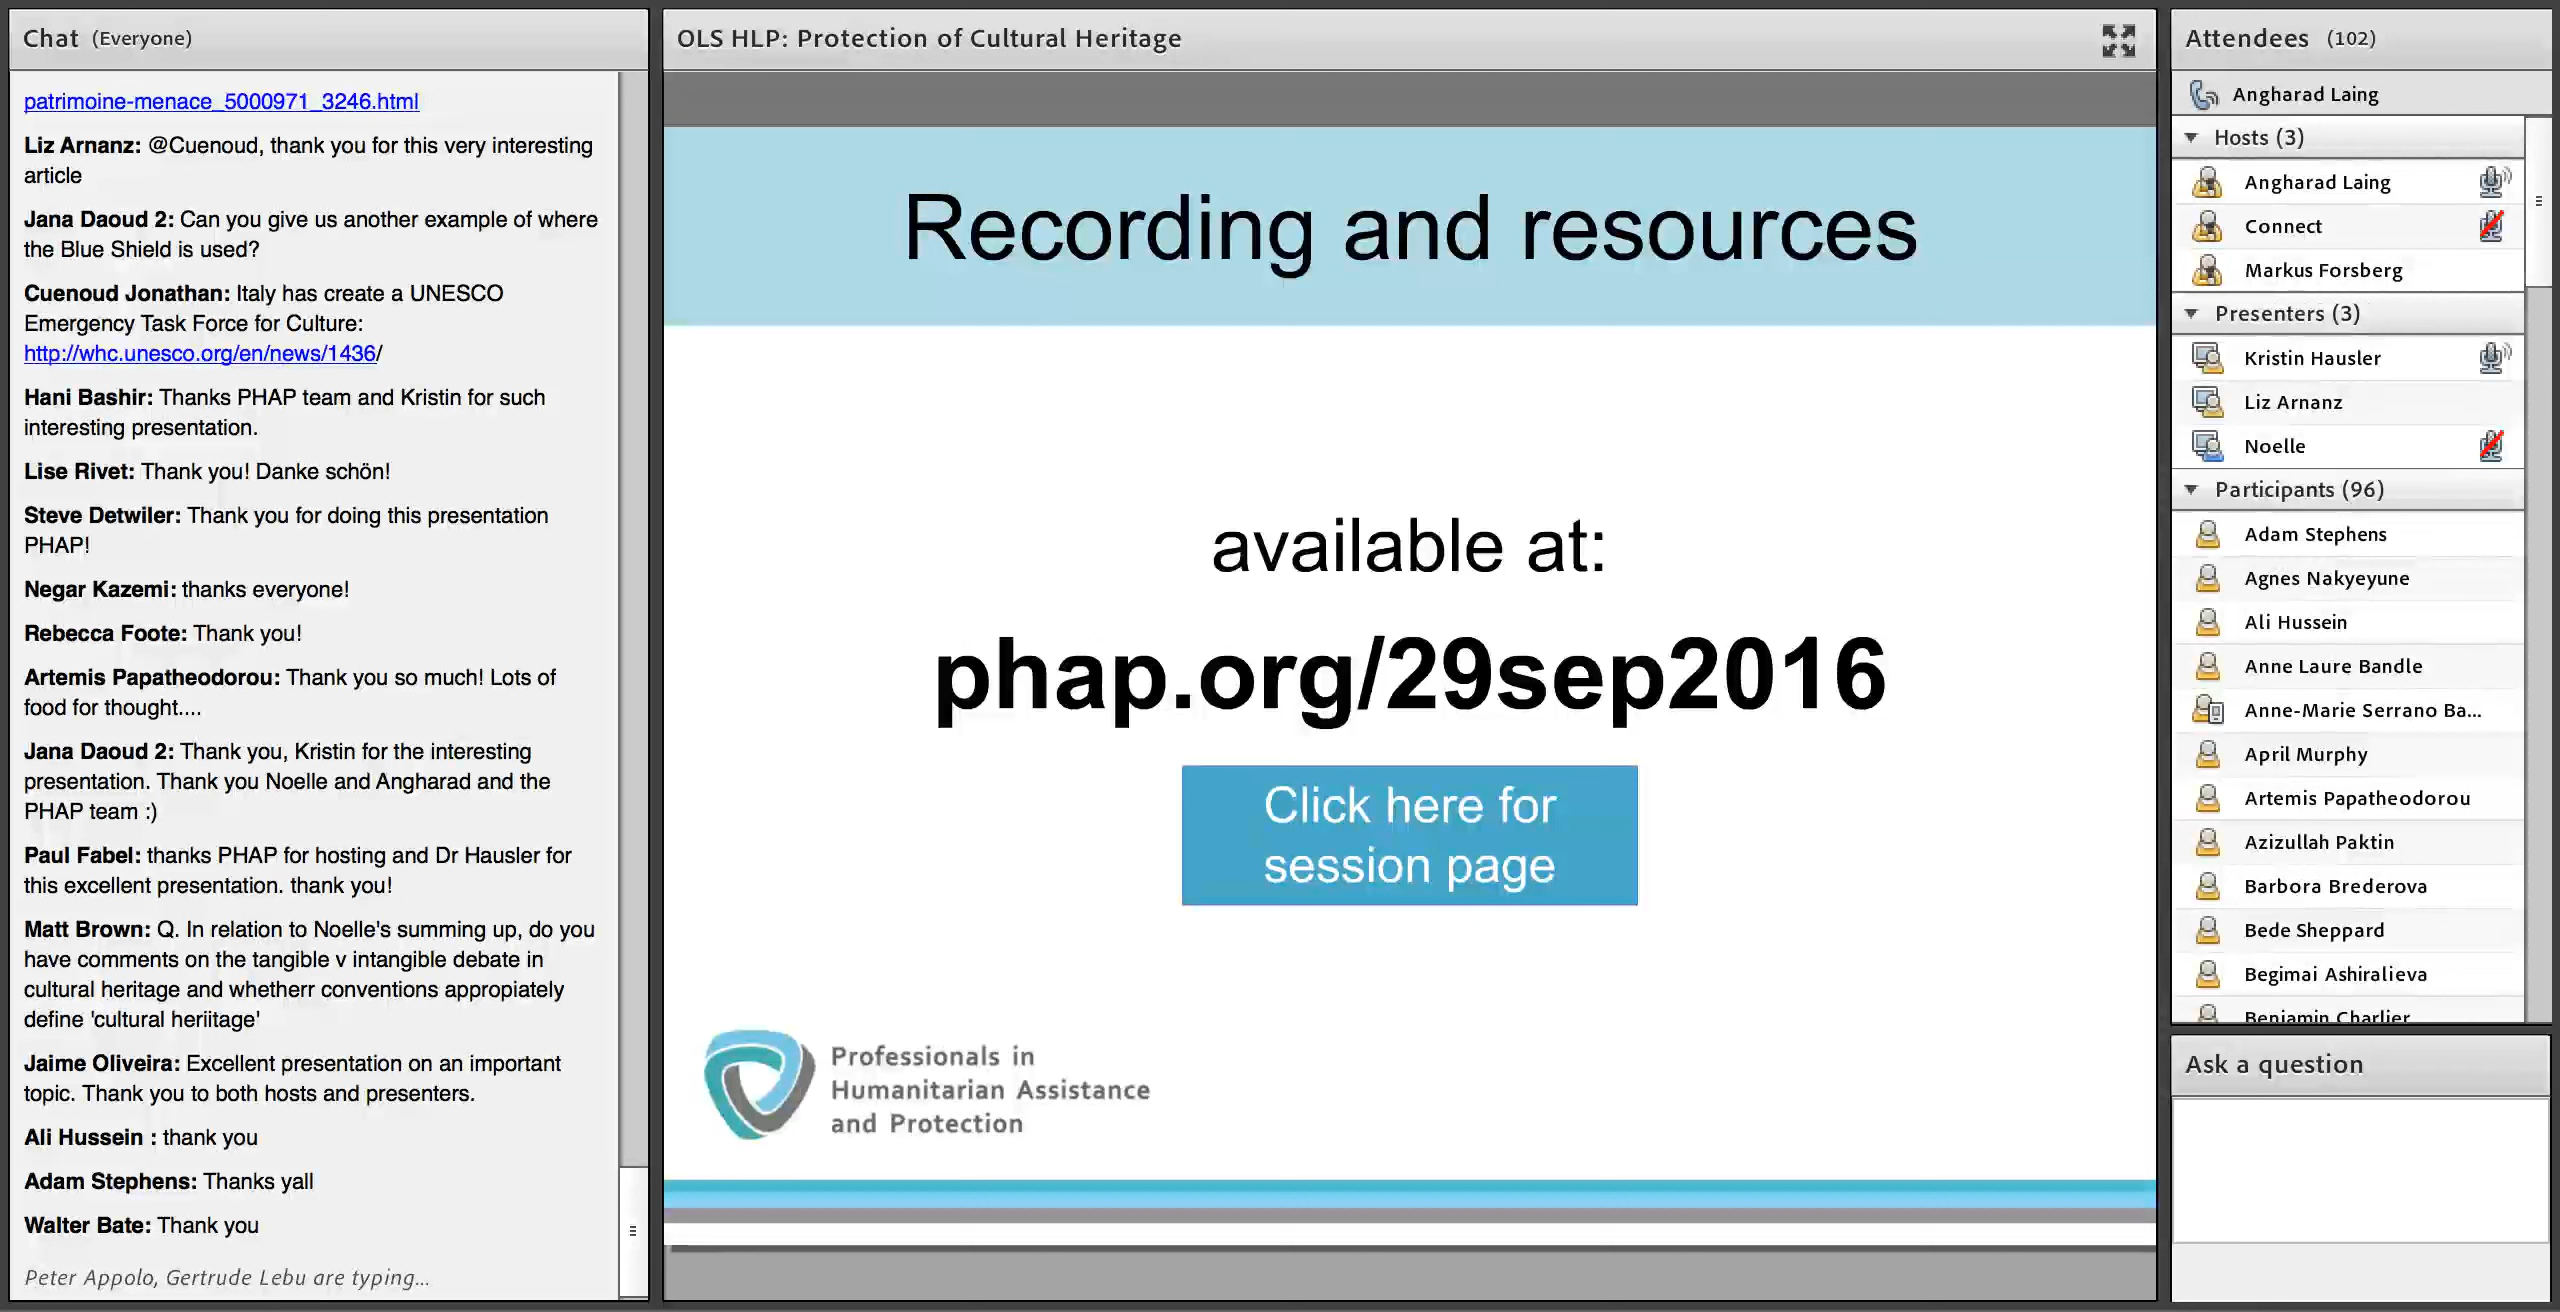 Chat (Everyone)
patrimoine-menace_5000971_3246.html
Liz Arnanz: @Cuenoud, thank you for this very interesting
article
Jana Daoud 2: Can you give us another example of where
the Blue Shield is used?
Cuenoud Jonathan: Italy has create a UNESCO
Emergency Task Force for Culture:
http://whc.unesco.org/en/news/1436/
Hani Bashir: Thanks PHAP team and Kristin for such
interesting presentation.
Lise Rivet: Thank you! Danke schön!
Steve Detwiler: Thank you for doing this presentation
PHAP!
Negar Kazemi: thanks everyone!
Rebecca Foote: Thank you!
Artemis Papatheodorou: Thank you so much! Lots of
food for thought....
Jana Daoud 2: Thank you, Kristin for the interesting
presentation. Thank you Noelle and Angharad and the
PHAP team :)
Paul Fabel: thanks PHAP for hosting and Dr Hausler for
this excellent presentation. thank you!
Matt Brown: Q. In relation to Noelle's summing up, do you
have comments on the tangible v intangible debate in
cultural heritage and whetherr conventions appropiately
define 'cultural heriitage'
Jaime Oliveira: Excellent presentation on an important
topic. Thank you to both hosts and presenters.
Ali Hussein : thank you
Adam Stephens: Thanks yall
Walter Bate: Thank you
Peter Appolo, Gertrude Lebu are typing...
OLS HLP: Protection of Cultural Heritage
Recording and resources
available at:
phap.org/29sep2016
Click here for
session page
Professionals in
Humanitarian Assistance
and Protection
Attendees (102)
Angharad Laing
Hosts (3)
Angharad Laing
Connect
Markus Forsberg
Presenters (3)
Kristin Hausler
Liz Arnanz
Noelle
Participants (96)
Adam Stephens
Agnes Nakyeyune
Ali Hussein
Anne Laure Bandle
Anne-Marie Serrano Ba...
April Murphy
Artemis Papatheodorou
Azizullah Paktin
Barbora Brederova
Bede Sheppard
Begimai Ashiralieva
Benjamin Charlier
Ask a question